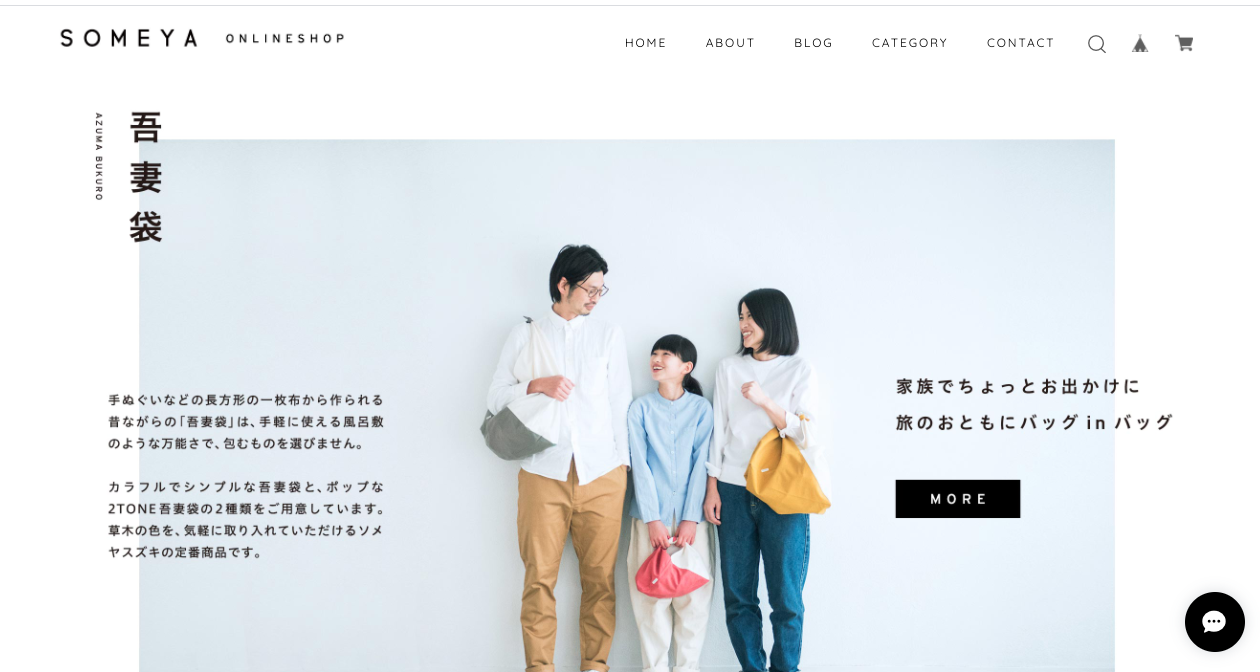 SOMEYA ONLINESHOP
HOME ABOUT BLOG CATEGORY CONTACT
吾妻袋
AZUMA BUKURO
手ぬぐいなどの長方形の一枚布から作られる
昔ながらの「吾妻袋」は、手軽に使える風呂敷
のような万能さで、包むものを選びません。
カラフルでシンプルな吾妻袋と、ポップな
2TONE吾妻袋の2種類をご用意しています。
草木の色を、気軽に取り入れていただけるソメ
ヤスズキの定番商品です。
家族でちょっとお出かけに
旅のおともにバッグinバッグ
MORE